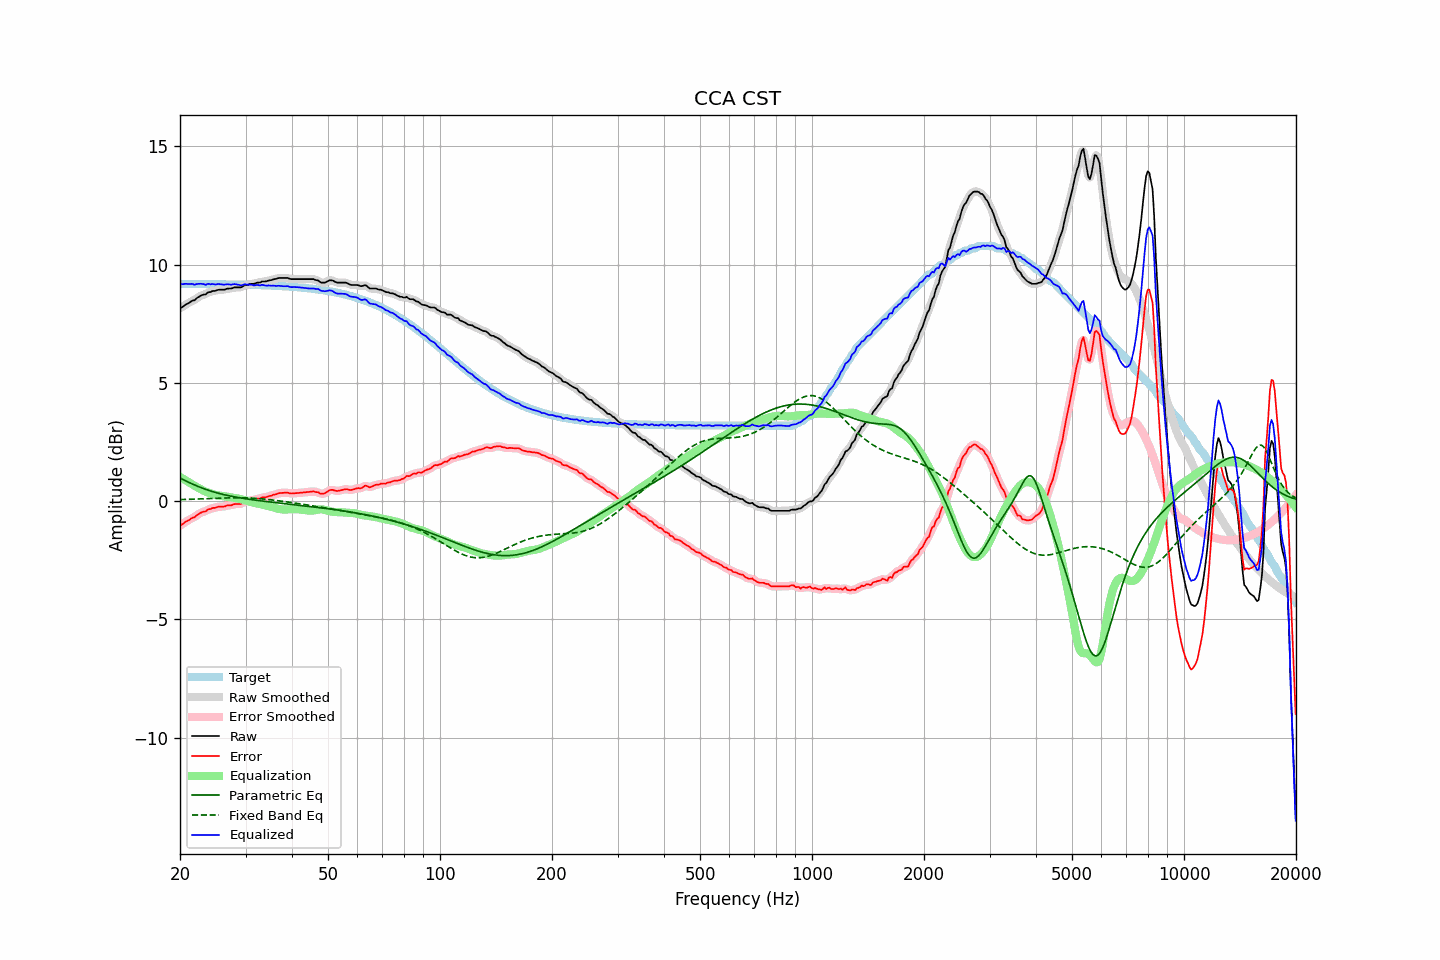 CCA CST
Amplitude (dBr)
15
10
5
0
−5
−10
Target
Raw Smoothed
Error Smoothed
Raw
Error
Equalization
Parametric Eq
Fixed Band Eq
Equalized
20 50 100 200 500 1000 2000 5000 10000 20000
Frequency (Hz)